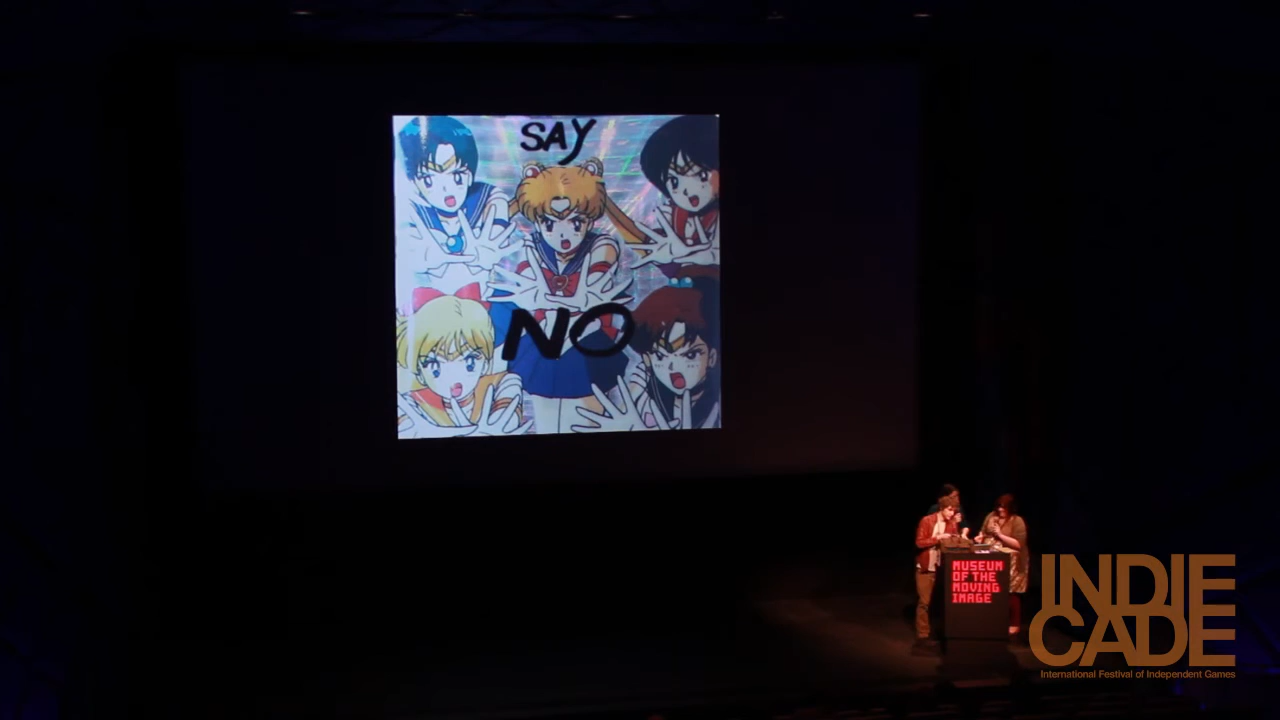 SAY
NO
MUSEUM
OF THE
MOVING
IMAGE
INDIE
CADE
International Festival of Independent Games